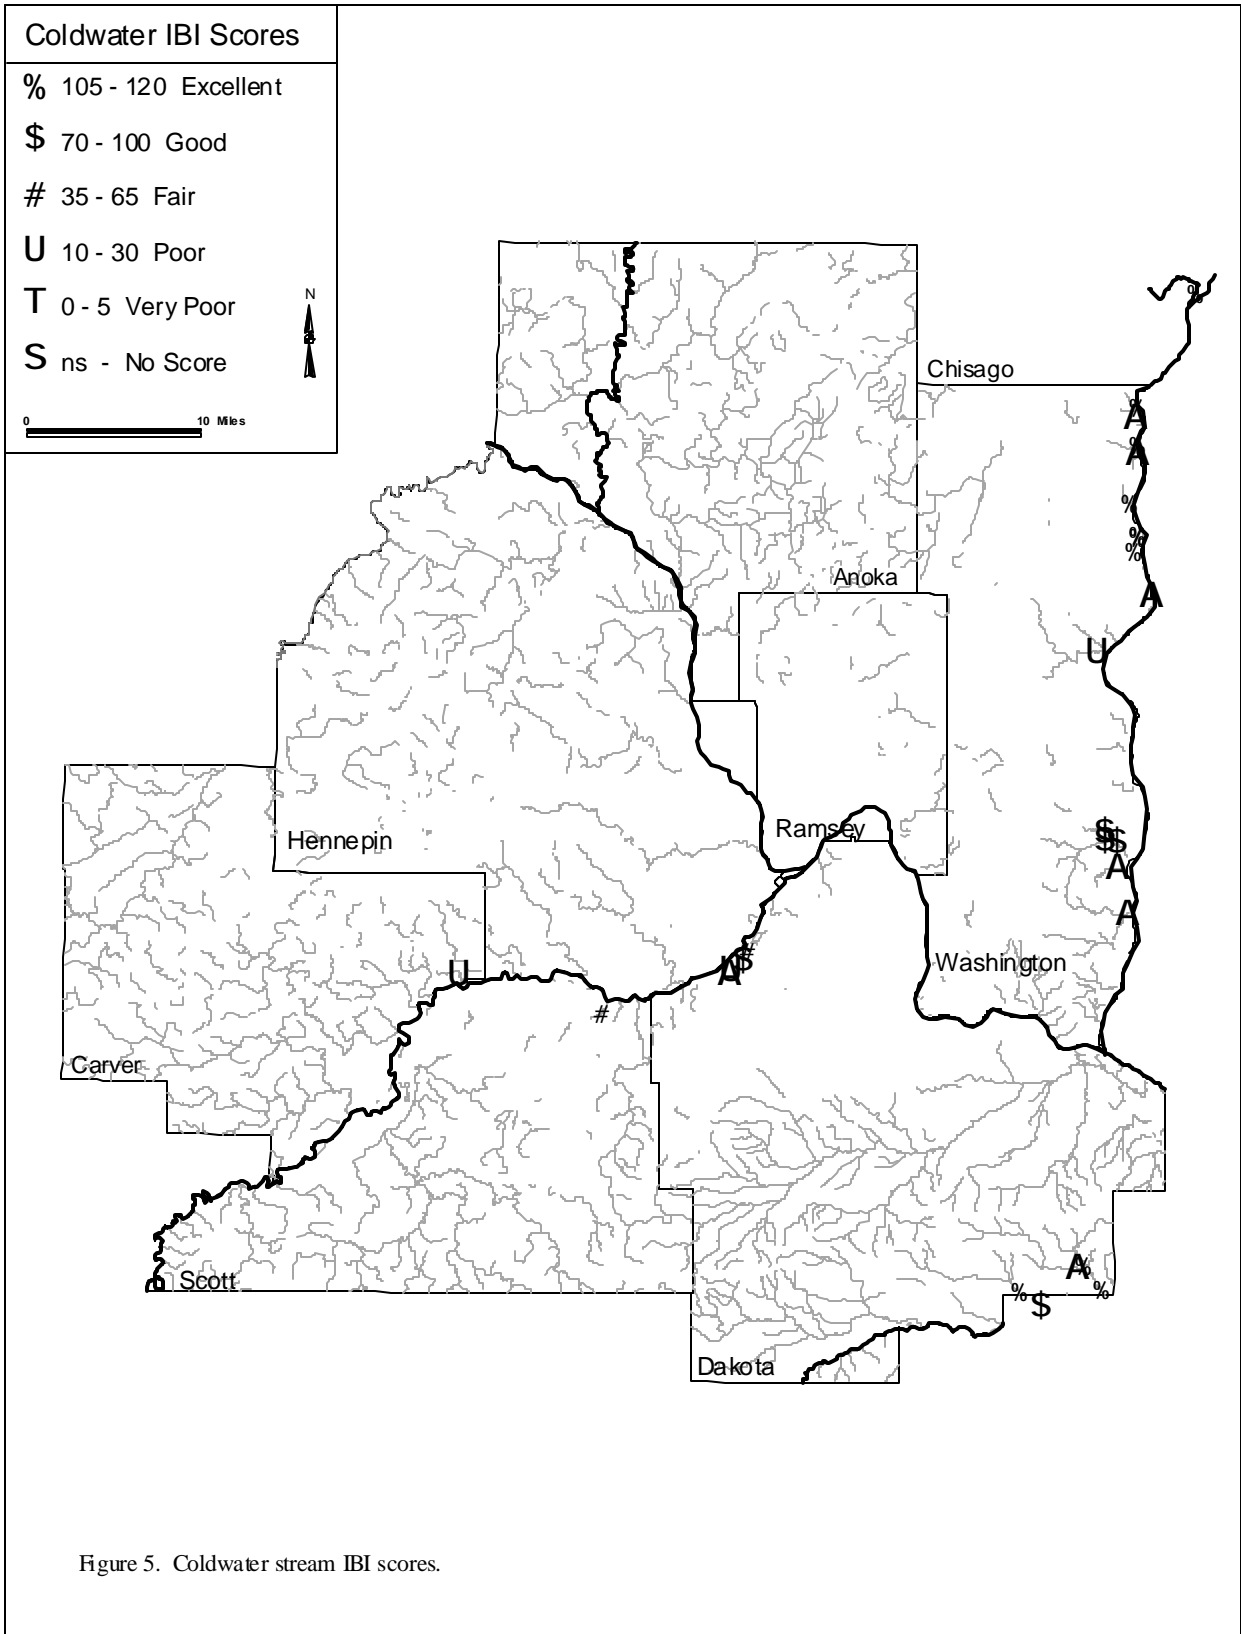 Coldwater IBI Scores
% 105 - 120 Excellent
$ 70 - 100 Good
# 35 - 65 Fair
U 10 - 30 Poor
T 0 - 5 Very Poor
S ns - No Score
N
0 10 Miles
%
Chisago
%
A
%
A
%
%
%
Anoka
A
U
Ramsey
$
$
Hennepin
A
A
#
$
Washington
U
U
A
#
Carver
A
%
Scott
%
%
$
Dakota
Figure 5. Coldwater stream IBI scores.